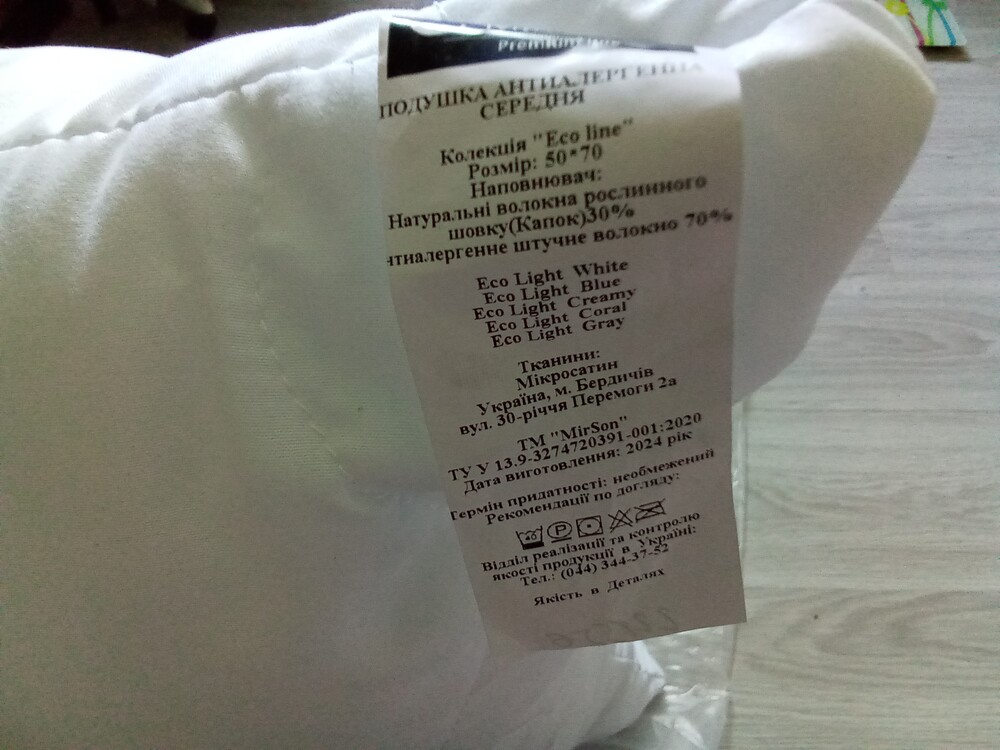 Premium
ПОДУШКА АНТИАЛЕРГЕННА
СЕРЕДНЯ
Колекція "Eco line"
Розмір: 50*70
Наповнювач:
Натуральні волокна рослинного
шовку(Капок)30%
нтиалергенне штучне волокно 70%
Eco Light White
Eco Light Blue
Eco Light Creamy
Eco Light Coral
Eco Light Gray
Тканини:
Мікросатин
Україна, м. Бердичів
вул. 30-річчя Перемоги 2а
ТМ "MirSon"
ТУ У 13.9-3274720391-001:2020
Дата виготовлення: 2024 рік
Термін придатності: необмежений
Рекомендації по догляду:
40 P
Відділ реалізації та контролю
якості продукції в Україні:
Тел.: (044) 344-37-52
Якість в Деталях